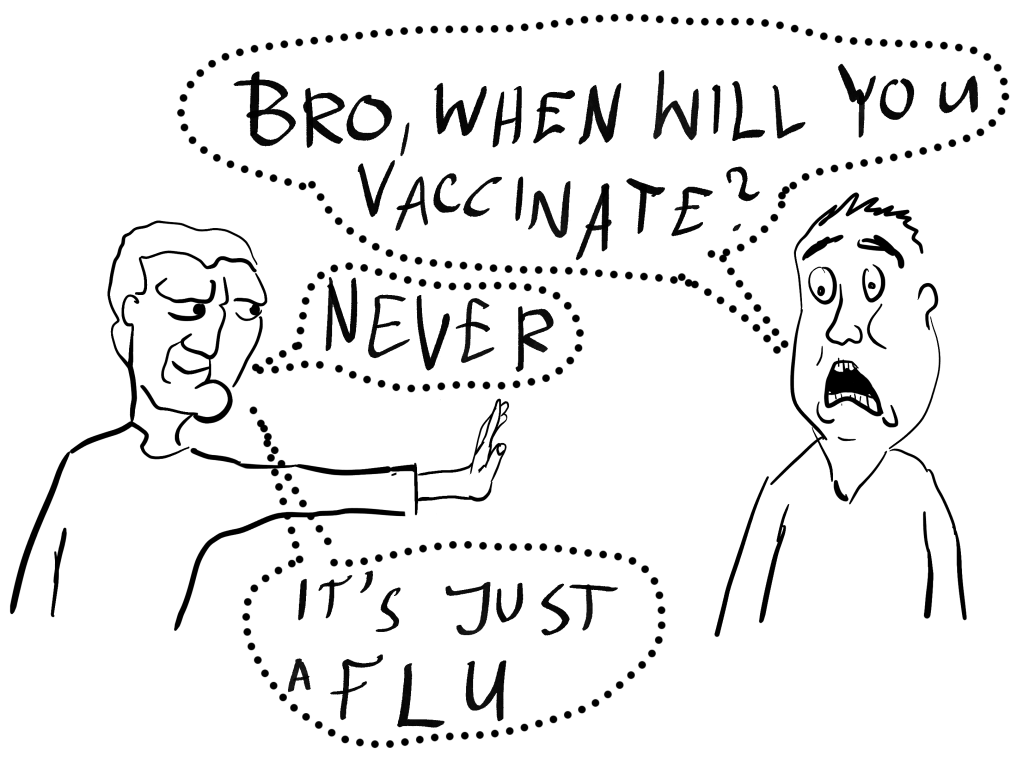 BRO, WHEN WILL YOU
VACCINATE?
NEVER
IT'S JUST
A FLU